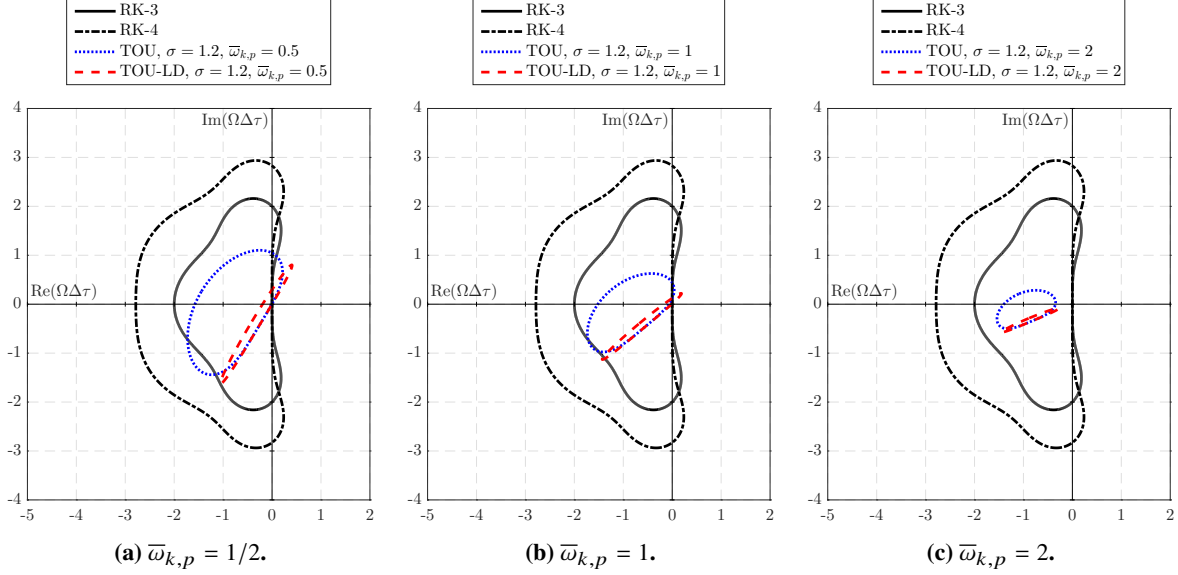 RK-3
RK-4
TOU, σ = 1.2, ω̅k,p = 0.5
TOU-LD, σ = 1.2, ω̅k,p = 0.5
Im(ΩΔτ)
Re(ΩΔτ)
4
3
2
1
0
-1
-2
-3
-4
-5 -4 -3 -2 -1 0 1 2
(a) ω̅k,p = 1/2.
RK-3
RK-4
TOU, σ = 1.2, ω̅k,p = 1
TOU-LD, σ = 1.2, ω̅k,p = 1
Im(ΩΔτ)
Re(ΩΔτ)
4
3
2
1
0
-1
-2
-3
-4
-5 -4 -3 -2 -1 0 1 2
(b) ω̅k,p = 1.
RK-3
RK-4
TOU, σ = 1.2, ω̅k,p = 2
TOU-LD, σ = 1.2, ω̅k,p = 2
Im(ΩΔτ)
Re(ΩΔτ)
4
3
2
1
0
-1
-2
-3
-4
-5 -4 -3 -2 -1 0 1 2
(c) ω̅k,p = 2.